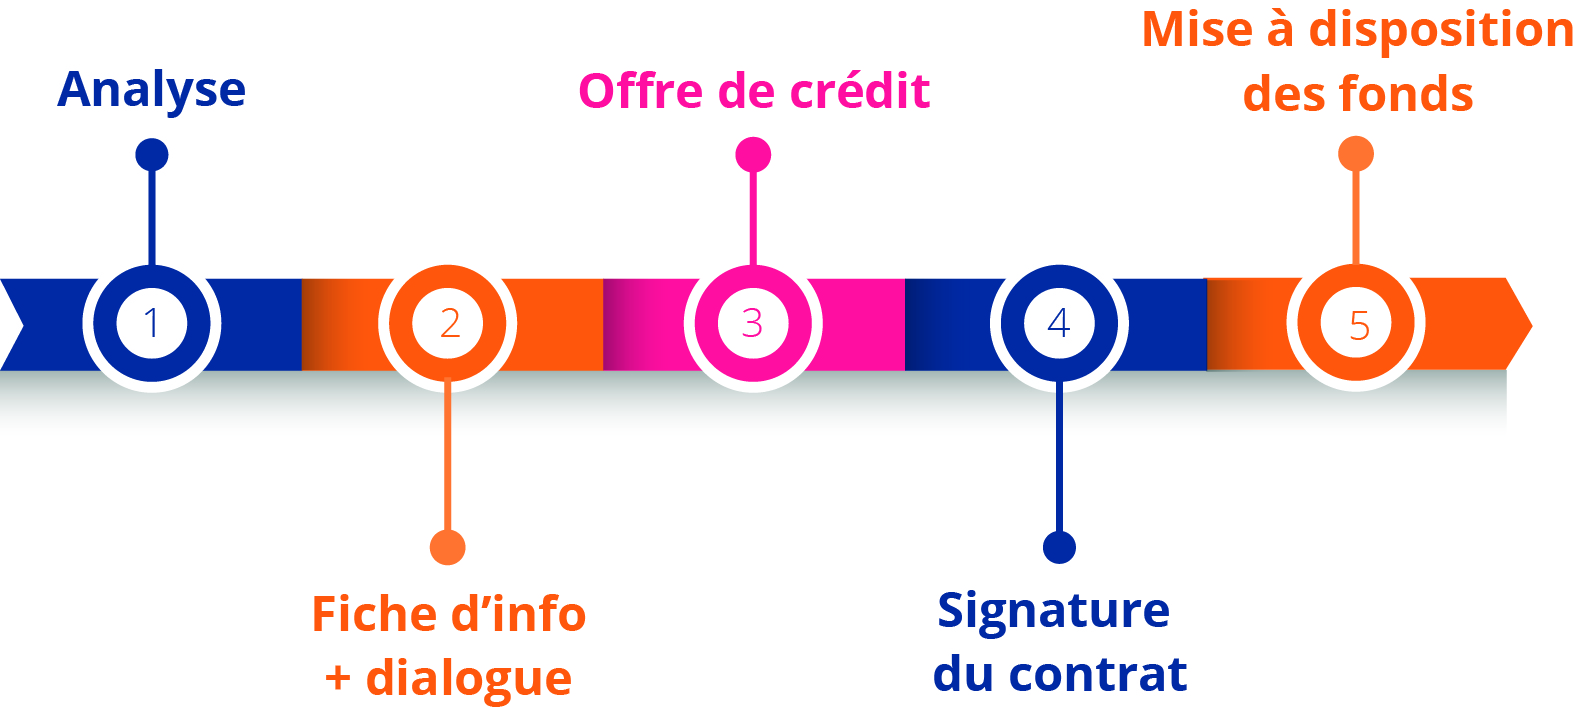 Analyse
1
Fiche d’info
+ dialogue
2
Offre de crédit
3
Signature
du contrat
4
Mise à disposition
des fonds
5